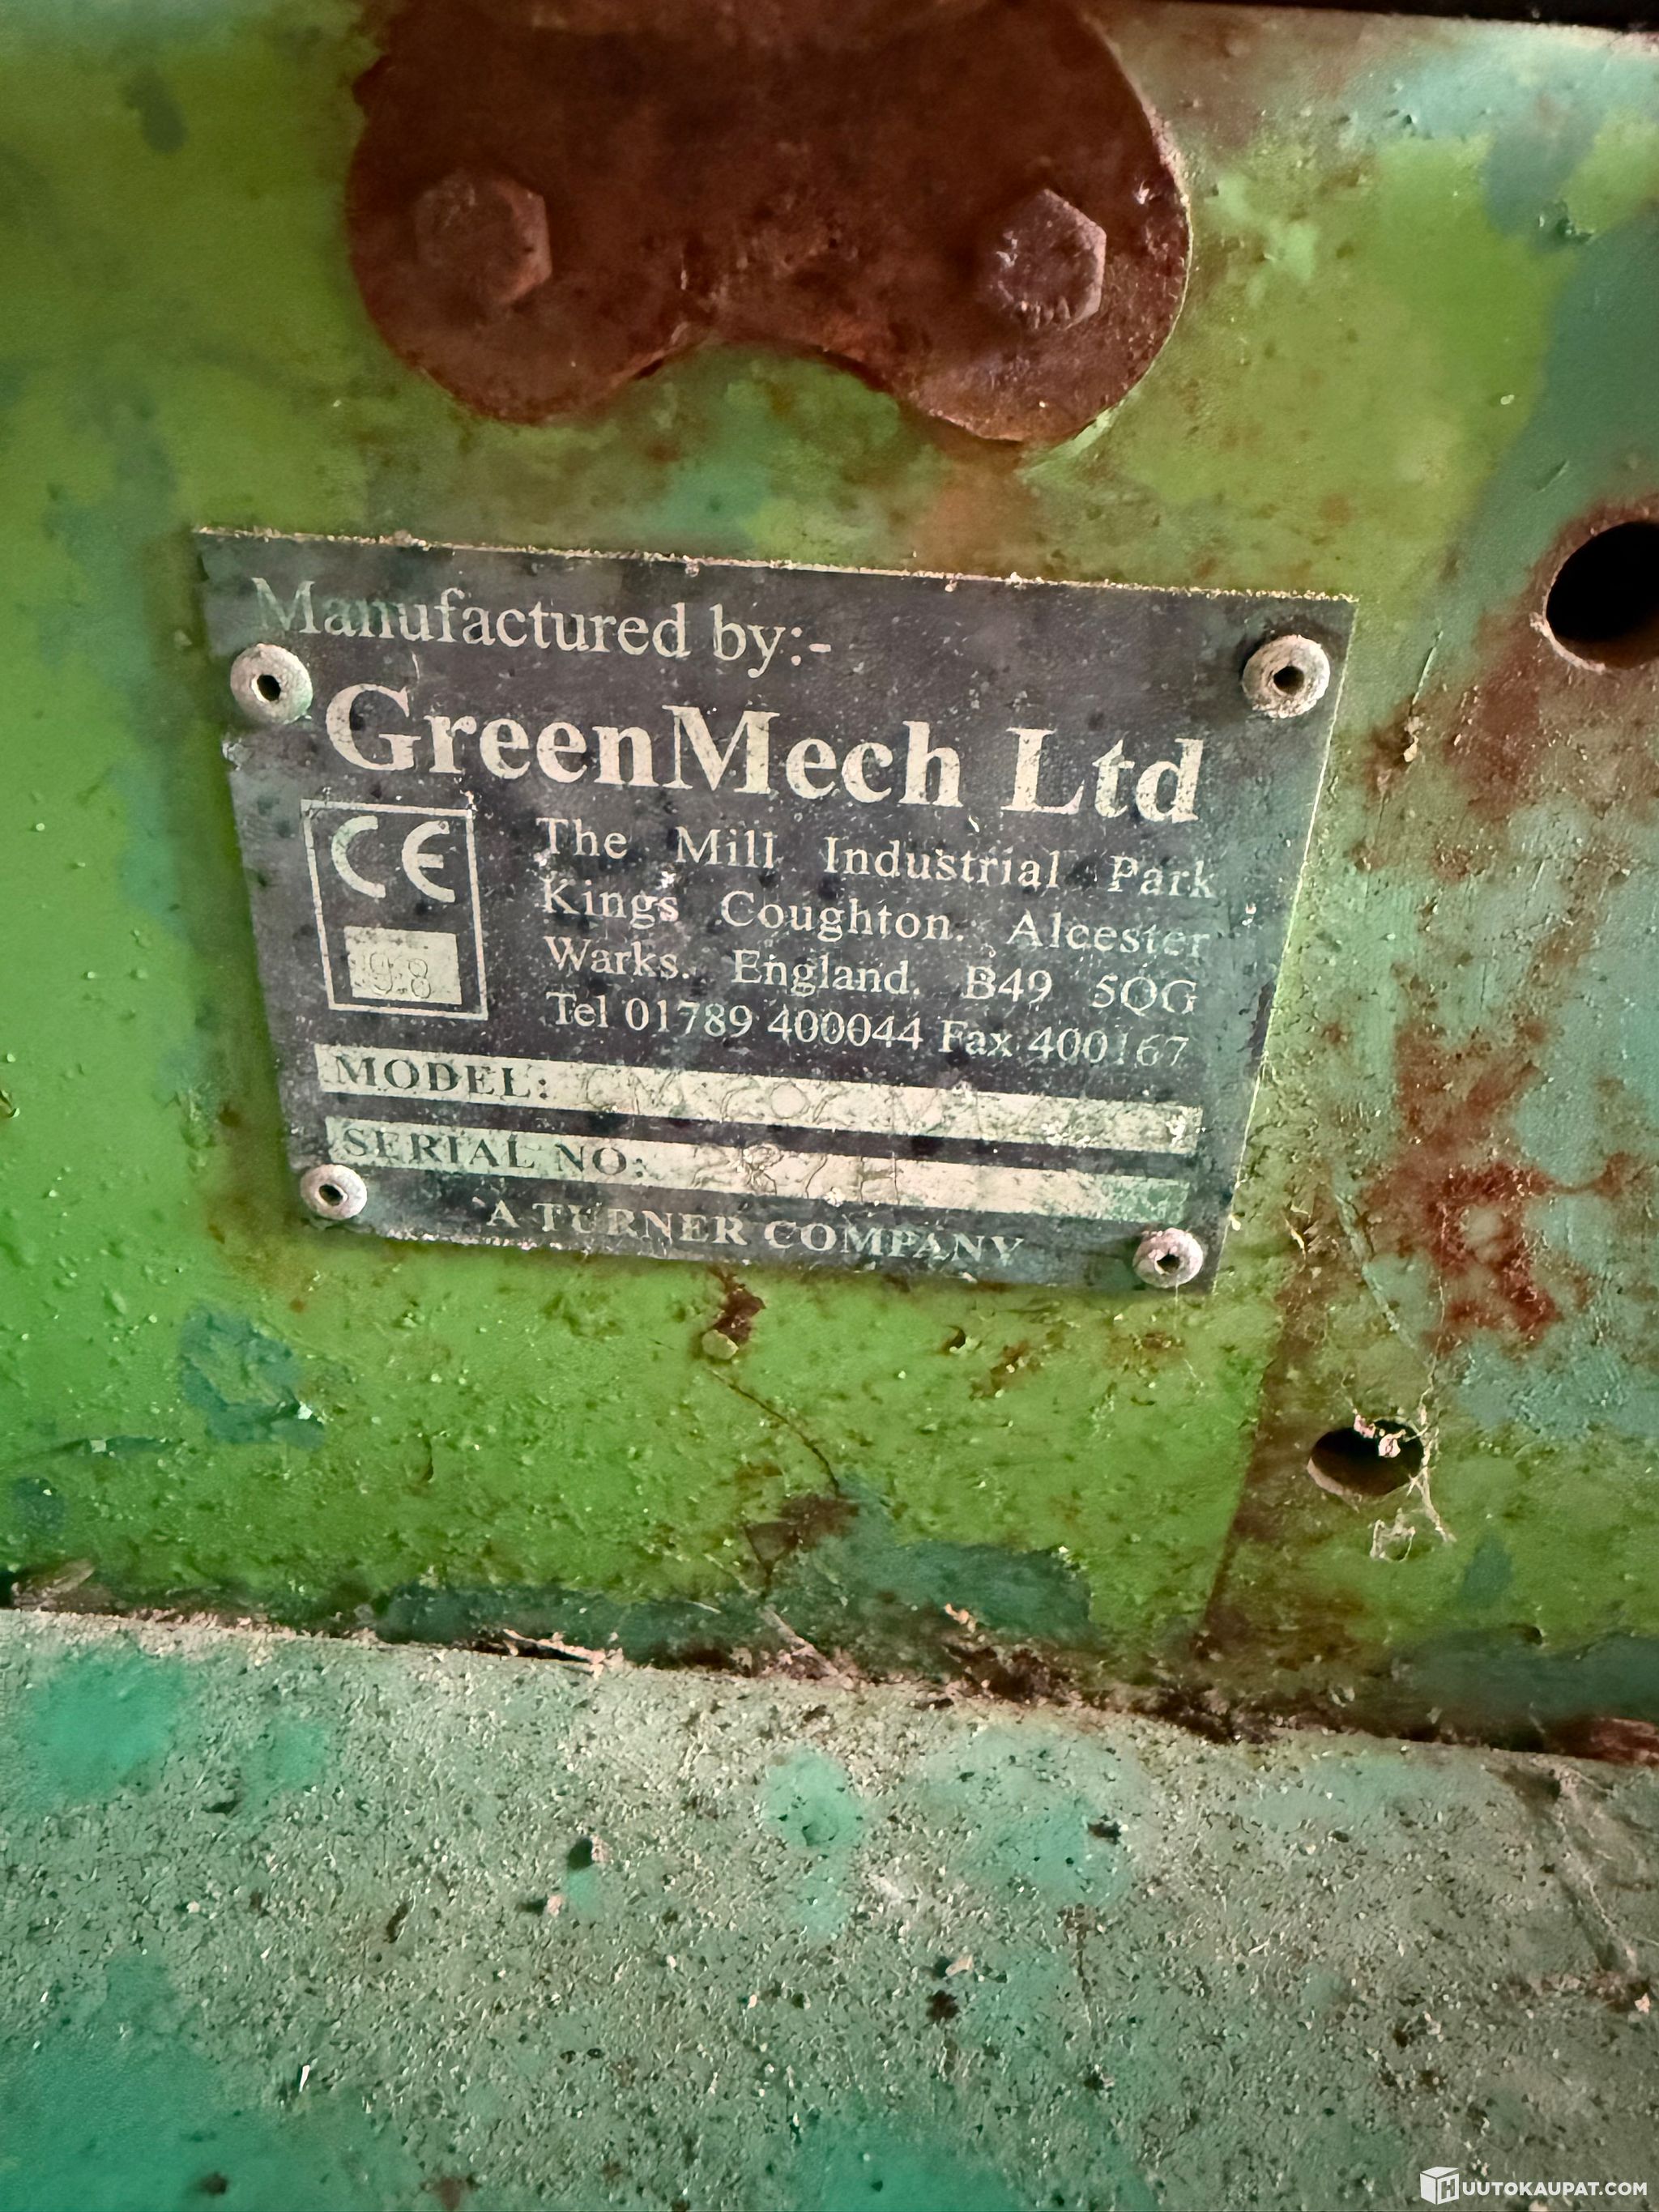 Manufactured by:-
GreenMech Ltd
CE
98
The Mill Industrial Park
Kings Coughton. Alcester
Warks. England. B49 5QG
Tel 01789 400044 Fax 400167
MODEL:
SERIAL NO:
A TURNER COMPANY
HUUTOKAUPAT.COM